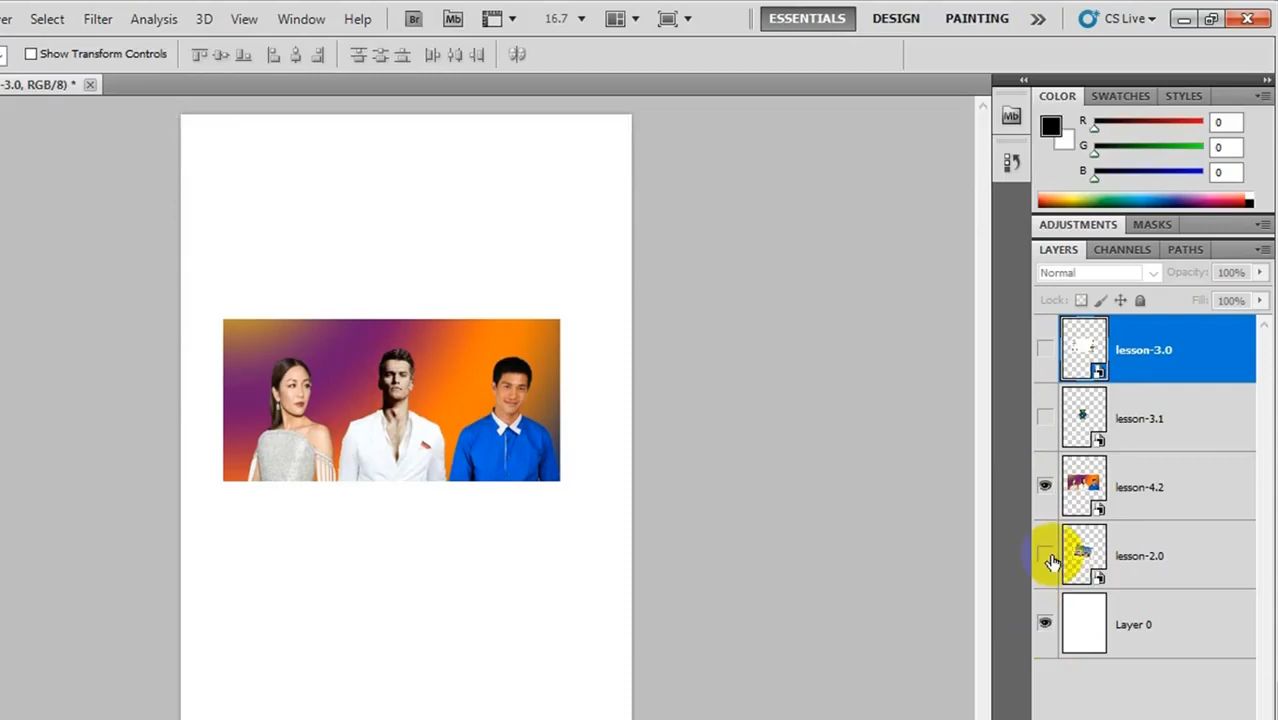 er Select Filter Analysis 3D View Window Help Br Mb 16.7 ESSENTIALS DESIGN PAINTING CS Live
Show Transform Controls
-3.0, RGB/8) *
COLOR SWATCHES STYLES
Mb
R 0
G 0
B 0
ADJUSTMENTS MASKS
LAYERS CHANNELS PATHS
Normal Opacity: 100%
Lock: Fill: 100%
lesson-3.0
lesson-3.1
lesson-4.2
lesson-2.0
Layer 0